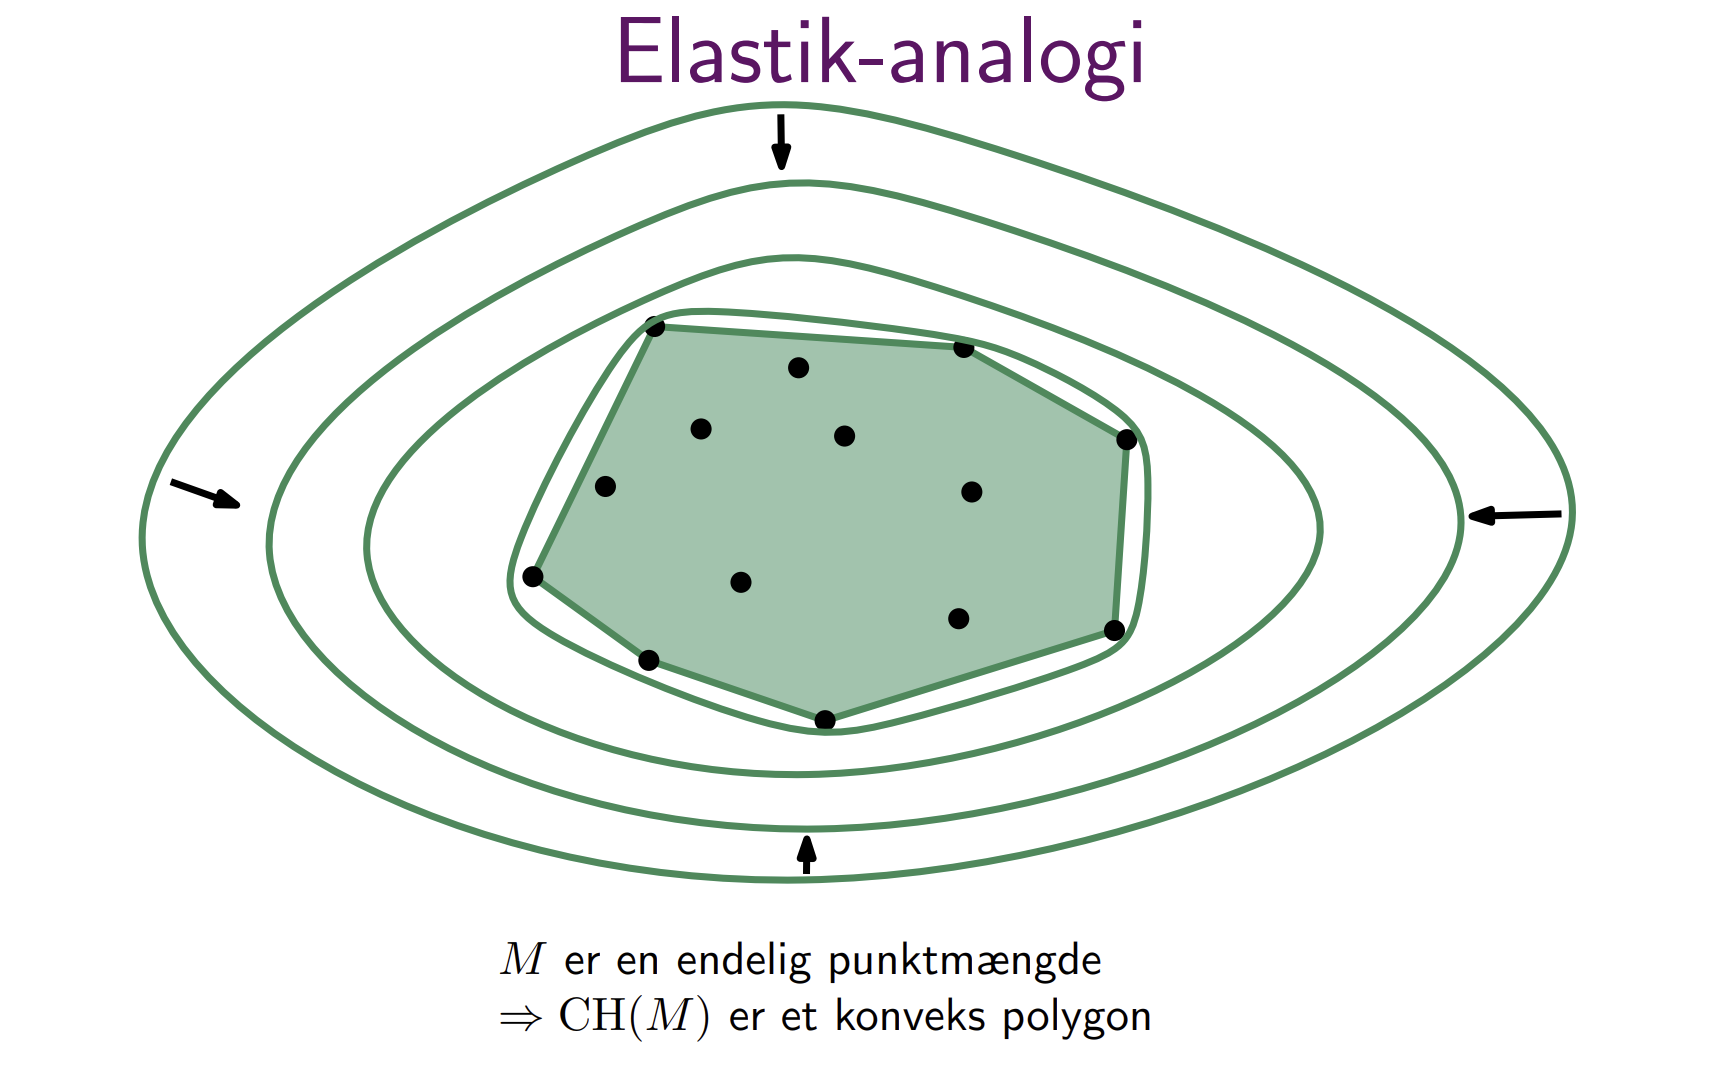 Elastik-analogi
M er en endelig punktmængde
⇒ CH(M) er et konveks polygon